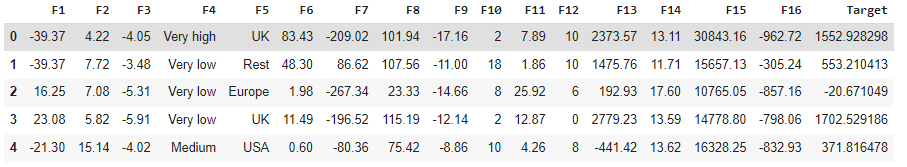 F1 F2 F3 F4 F5 F6 F7 F8 F9 F10 F11 F12 F13 F14 F15 F16 Target
0 -39.37 4.22 -4.05 Very high UK 83.43 -209.02 101.94 -17.16 2 7.89 10 2373.57 13.11 30843.16 -962.72 1552.928298
1 -39.37 7.72 -3.48 Very low Rest 48.30 86.62 107.56 -11.00 18 1.86 10 1475.76 11.71 15657.13 -305.24 553.210413
2 16.25 7.08 -5.31 Very low Europe 1.98 -267.34 23.33 -14.66 8 25.92 6 192.93 17.60 10765.05 -857.16 -20.671049
3 23.08 5.82 -5.91 Very low UK 11.49 -196.52 115.19 -12.14 2 12.87 0 2779.23 13.59 14778.80 -798.06 1702.529186
4 -21.30 15.14 -4.02 Medium USA 0.60 -80.36 75.42 -8.86 10 4.26 8 -441.42 13.62 16328.25 -832.93 371.816478